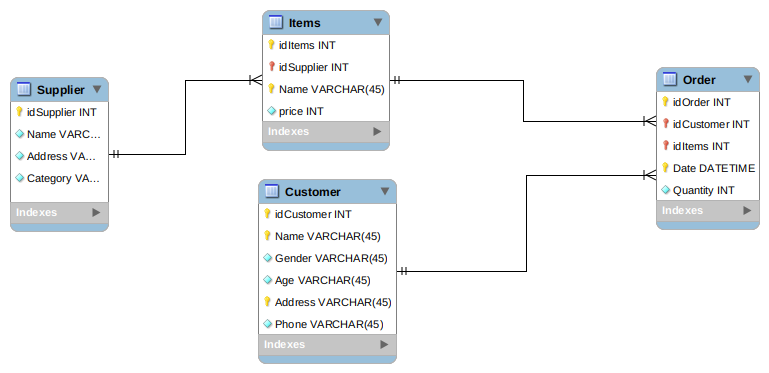 Supplier
idSupplier INT
Name VARC...
Address VA...
Category VA...
Indexes
Items
idItems INT
idSupplier INT
Name VARCHAR(45)
price INT
Indexes
Customer
idCustomer INT
Name VARCHAR(45)
Gender VARCHAR(45)
Age VARCHAR(45)
Address VARCHAR(45)
Phone VARCHAR(45)
Indexes
Order
idOrder INT
idCustomer INT
idItems INT
Date DATETIME
Quantity INT
Indexes